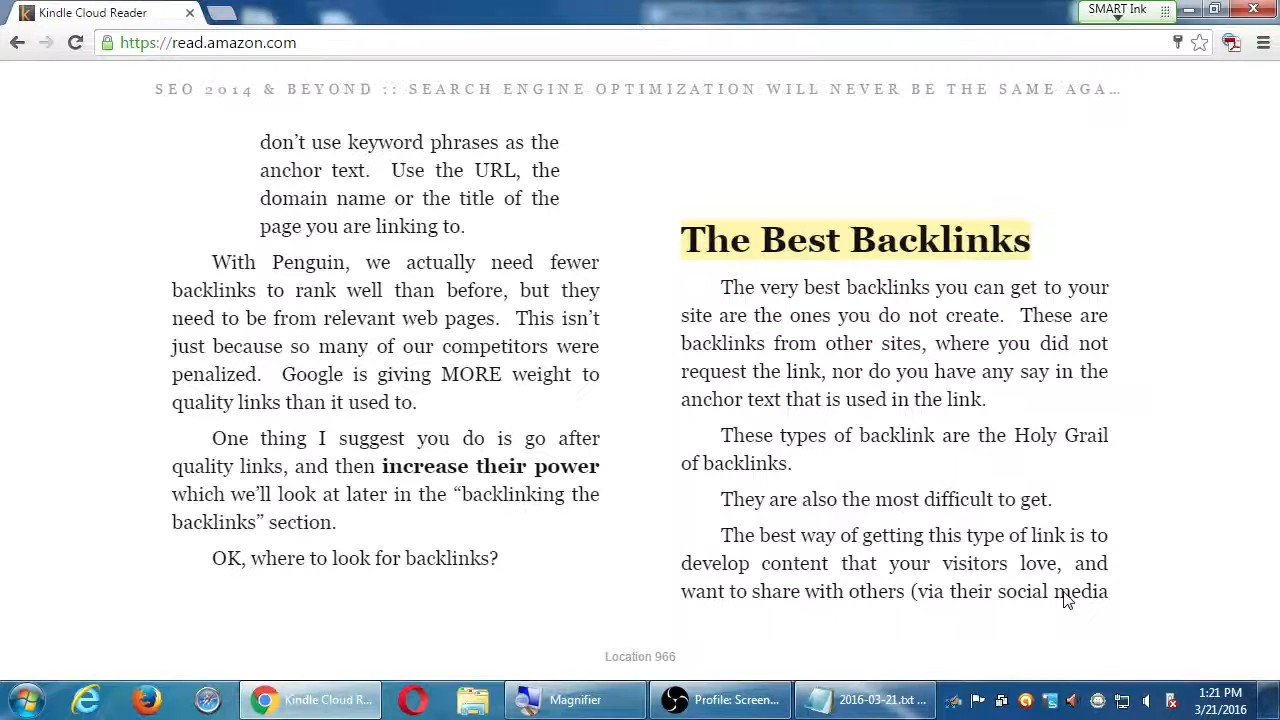 Kindle Cloud Reader
SMART Ink
https://read.amazon.com
SEO 2014 & BEYOND :: SEARCH ENGINE OPTIMIZATION WILL NEVER BE THE SAME AGA…
don’t use keyword phrases as the
anchor text. Use the URL, the
domain name or the title of the
page you are linking to.
With Penguin, we actually need fewer
backlinks to rank well than before, but they
need to be from relevant web pages. This isn’t
just because so many of our competitors were
penalized. Google is giving MORE weight to
quality links than it used to.
One thing I suggest you do is go after
quality links, and then increase their power
which we’ll look at later in the “backlinking the
backlinks” section.
OK, where to look for backlinks?
The Best Backlinks
The very best backlinks you can get to your
site are the ones you do not create. These are
backlinks from other sites, where you did not
request the link, nor do you have any say in the
anchor text that is used in the link.
These types of backlink are the Holy Grail
of backlinks.
They are also the most difficult to get.
The best way of getting this type of link is to
develop content that your visitors love, and
want to share with others (via their social media
Location 966
Kindle Cloud R...
Magnifier
Profile: Screen...
2016-03-21.txt ...
1:21 PM
3/21/2016